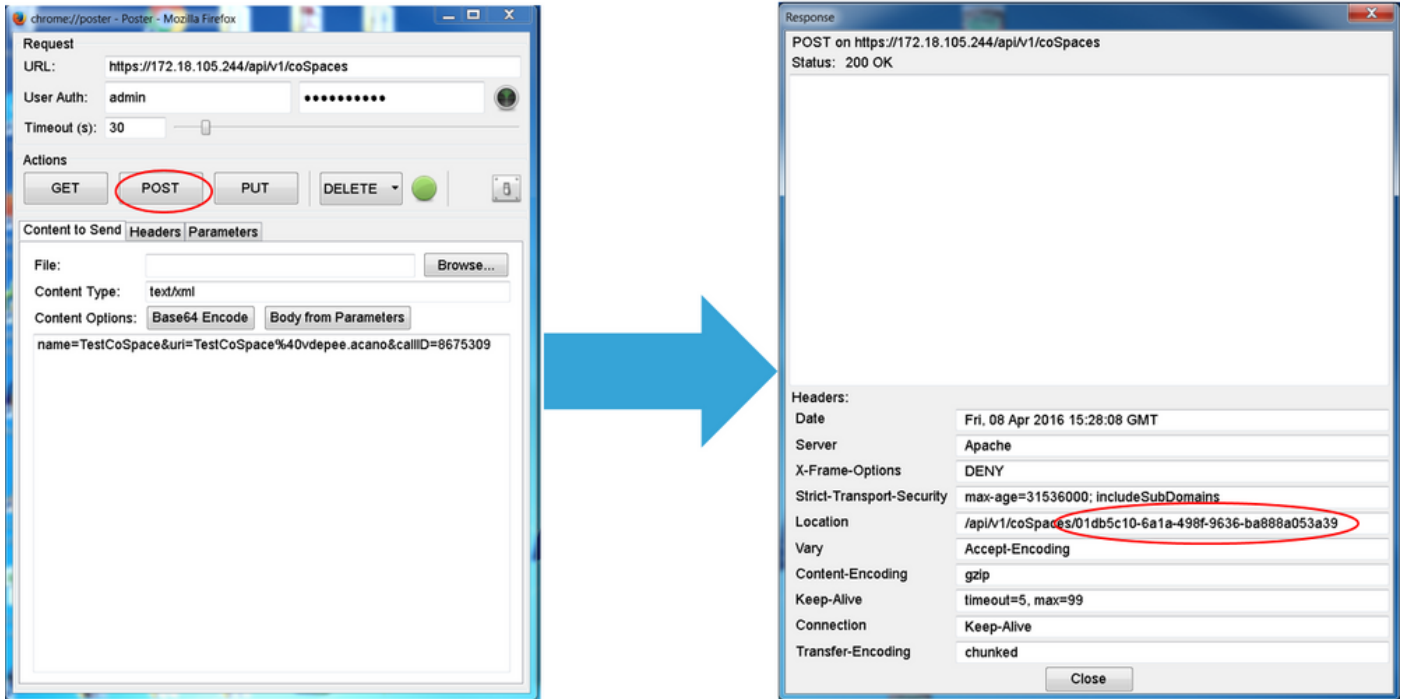 chrome://poster - Poster - Mozilla Firefox
Request
URL: https://172.18.105.244/api/v1/coSpaces
User Auth: admin ••••••••••
Timeout (s): 30
Actions
GET POST PUT DELETE
Content to Send Headers Parameters
File: Browse...
Content Type: text/xml
Content Options: Base64 Encode Body from Parameters
name=TestCoSpace&uri=TestCoSpace%40vdepee.acano&callID=8675309
Response
POST on https://172.18.105.244/api/v1/coSpaces
Status: 200 OK
Headers:
Date Fri, 08 Apr 2016 15:28:08 GMT
Server Apache
X-Frame-Options DENY
Strict-Transport-Security max-age=31536000; includeSubDomains
Location /api/v1/coSpaces/01db5c10-6a1a-498f-9636-ba888a053a39
Vary Accept-Encoding
Content-Encoding gzip
Keep-Alive timeout=5, max=99
Connection Keep-Alive
Transfer-Encoding chunked
Close